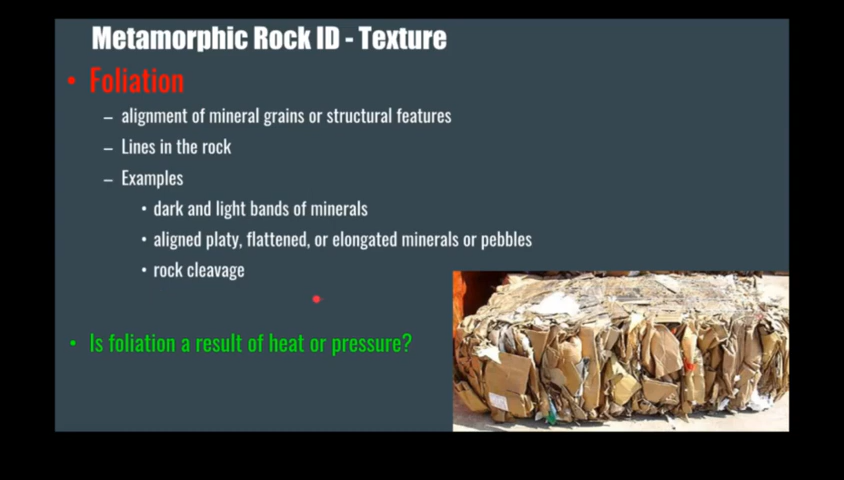 Metamorphic Rock ID - Texture
• Foliation
– alignment of mineral grains or structural features
– Lines in the rock
– Examples
• dark and light bands of minerals
• aligned platy, flattened, or elongated minerals or pebbles
• rock cleavage
• Is foliation a result of heat or pressure?